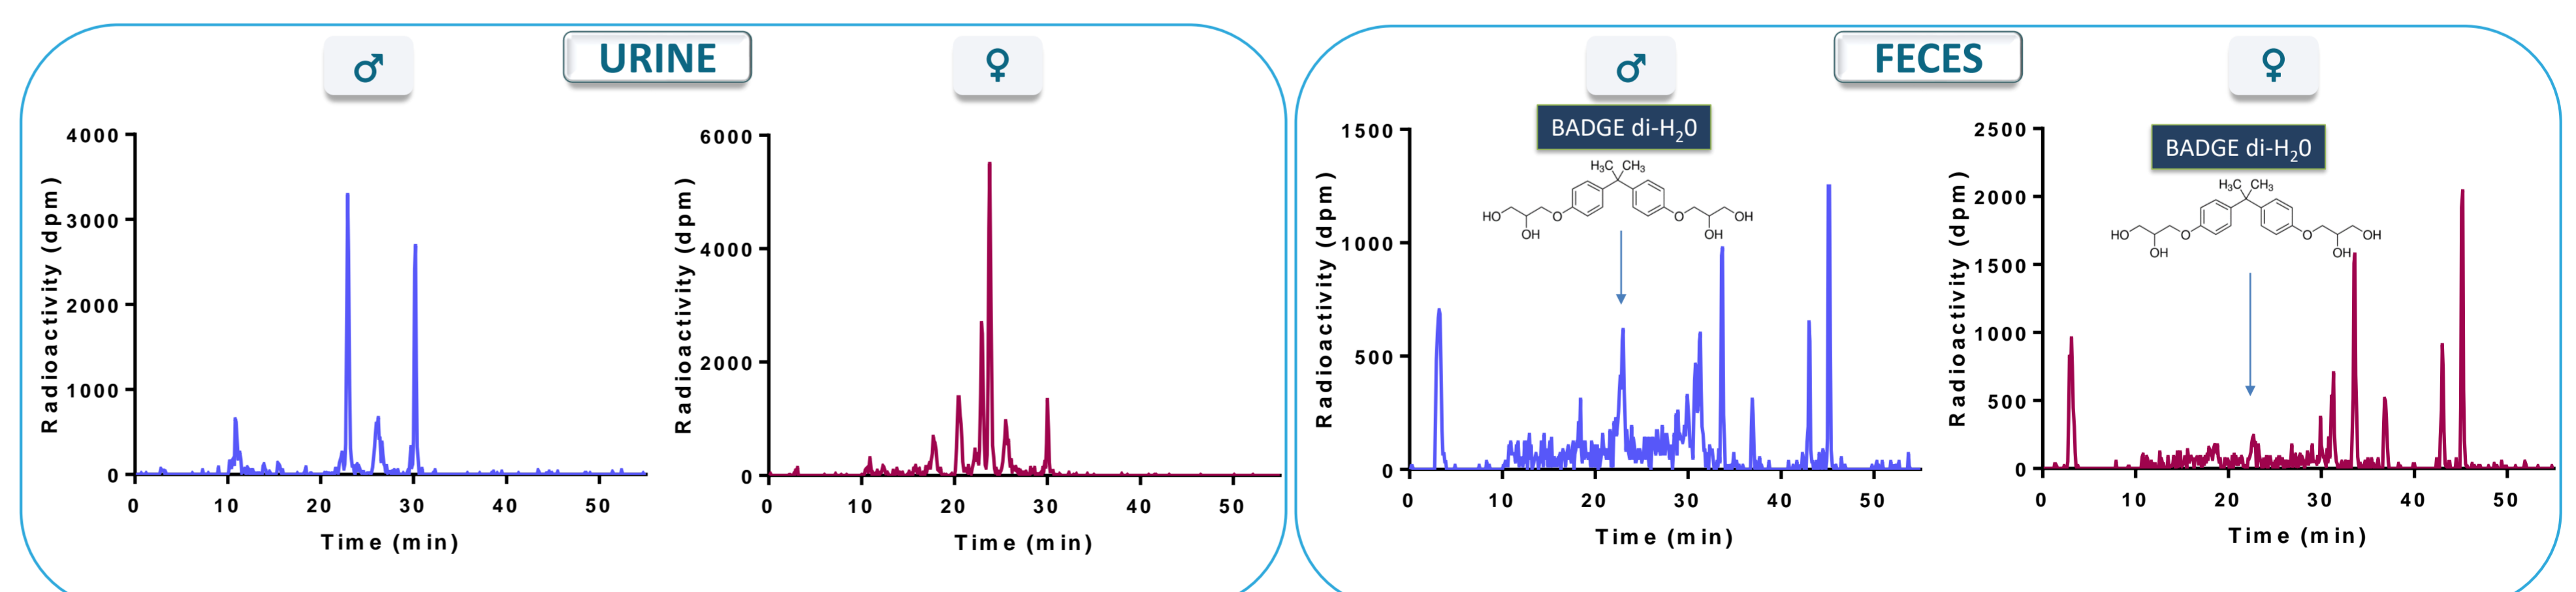 URINE
♂
♀
4000
3000
2000
1000
0
Radioactivity (dpm)
0 10 20 30 40 50
Time (min)
6000
4000
2000
0
Radioactivity (dpm)
0 10 20 30 40 50
Time (min)
FECES
♂
♀
BADGE di-H₂0
H₃C CH₃
HO O O OH
OH OH
1500
1000
500
0
Radioactivity (dpm)
0 10 20 30 40 50
Time (min)
BADGE di-H₂0
H₃C CH₃
HO O O OH
OH OH
2500
2000
1500
1000
500
0
Radioactivity (dpm)
0 10 20 30 40 50
Time (min)